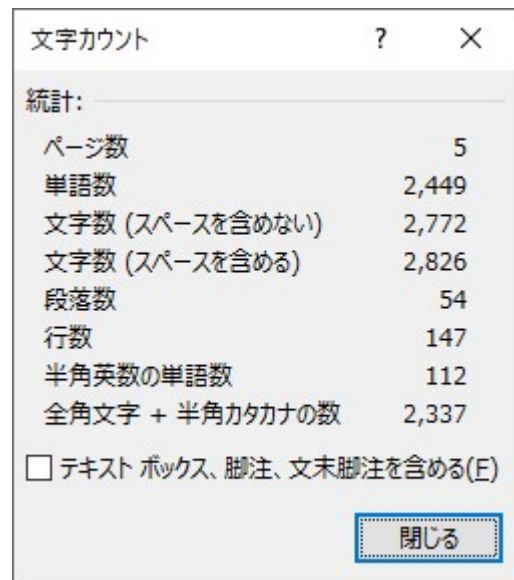 文字カウント ? ×
統計:
ページ数 5
単語数 2,449
文字数 (スペースを含めない) 2,772
文字数 (スペースを含める) 2,826
段落数 54
行数 147
半角英数の単語数 112
全角文字 + 半角カタカナの数 2,337
テキスト ボックス、脚注、文末脚注を含める(F)
閉じる